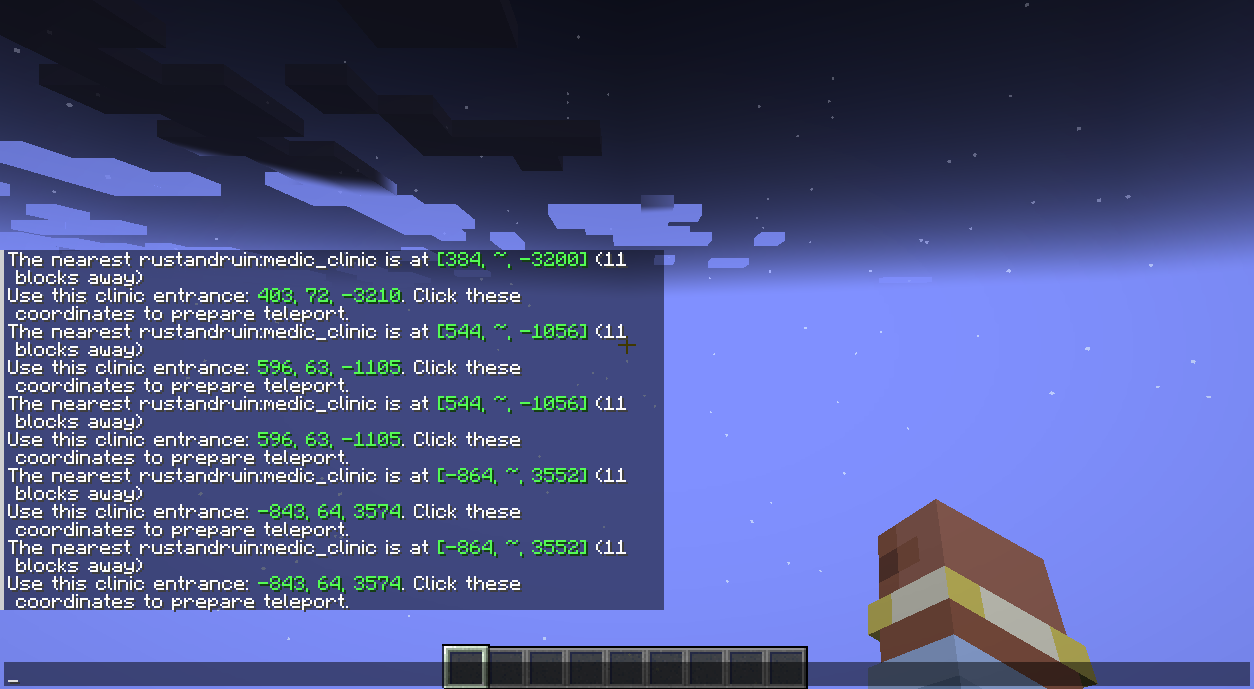 The nearest rustandruin:medic_clinic is at [384, ~, -3200] (11
blocks away)
Use this clinic entrance: 403, 72, -3210. Click these
coordinates to prepare teleport.
The nearest rustandruin:medic_clinic is at [544, ~, -1056] (11
blocks away)
Use this clinic entrance: 596, 63, -1105. Click these
coordinates to prepare teleport.
The nearest rustandruin:medic_clinic is at [544, ~, -1056] (11
blocks away)
Use this clinic entrance: 596, 63, -1105. Click these
coordinates to prepare teleport.
The nearest rustandruin:medic_clinic is at [-864, ~, 3552] (11
blocks away)
Use this clinic entrance: -843, 64, 3574. Click these
coordinates to prepare teleport.
The nearest rustandruin:medic_clinic is at [-864, ~, 3552] (11
blocks away)
Use this clinic entrance: -843, 64, 3574. Click these
coordinates to prepare teleport.
_